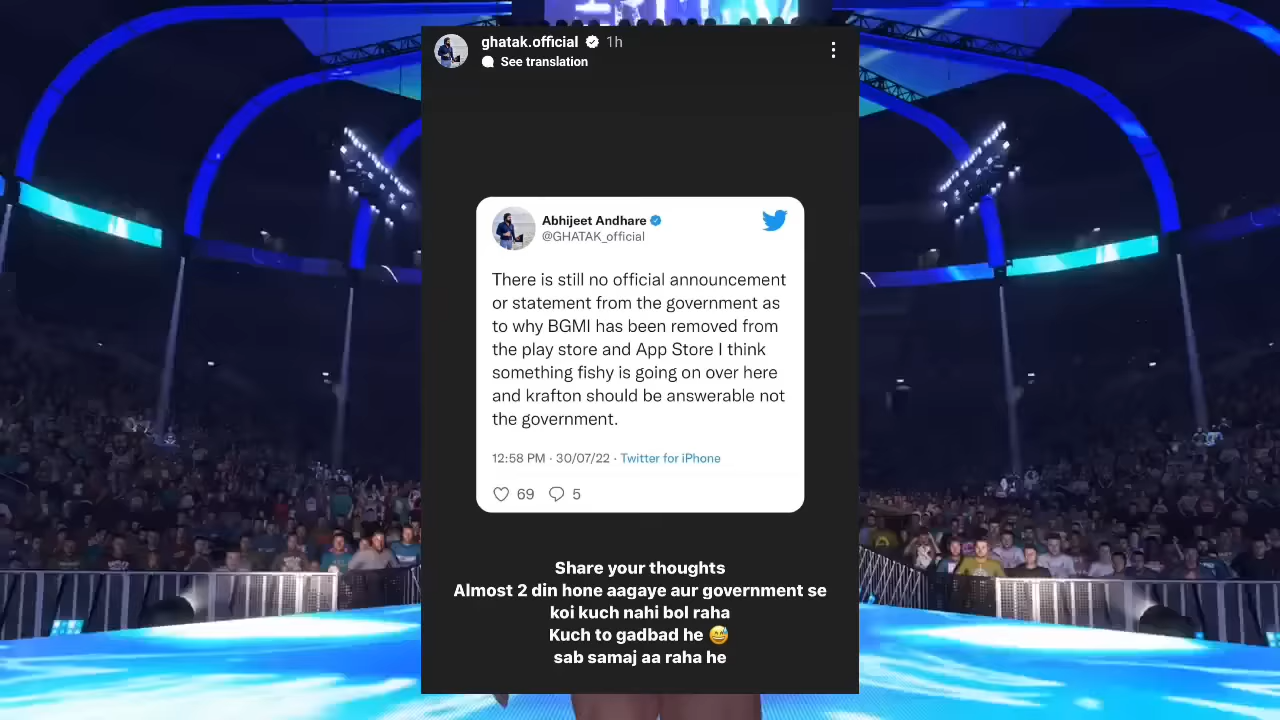 ghatak.official 1h
See translation
Abhijeet Andhare
@GHATAK_official
There is still no official announcement
or statement from the government as
to why BGMI has been removed from
the play store and App Store I think
something fishy is going on over here
and krafton should be answerable not
the government.
12:58 PM · 30/07/22 · Twitter for iPhone
69 5
Share your thoughts
Almost 2 din hone aagaye aur government se
koi kuch nahi bol raha
Kuch to gadbad he 😅
sab samaj aa raha he